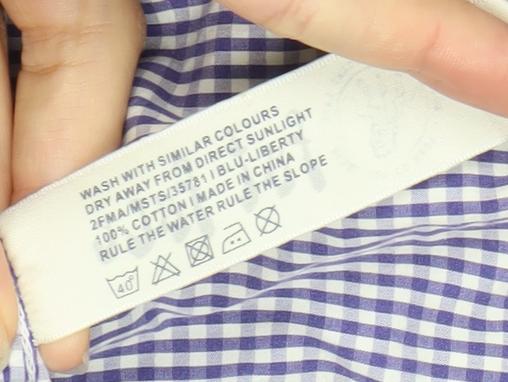 WASH WITH SIMILAR COLOURS
DRY AWAY FROM DIRECT SUNLIGHT
2FMA/MSTS/35781 | BLU-LIBERTY
100% COTTON | MADE IN CHINA
RULE THE WATER RULE THE SLOPE
40°